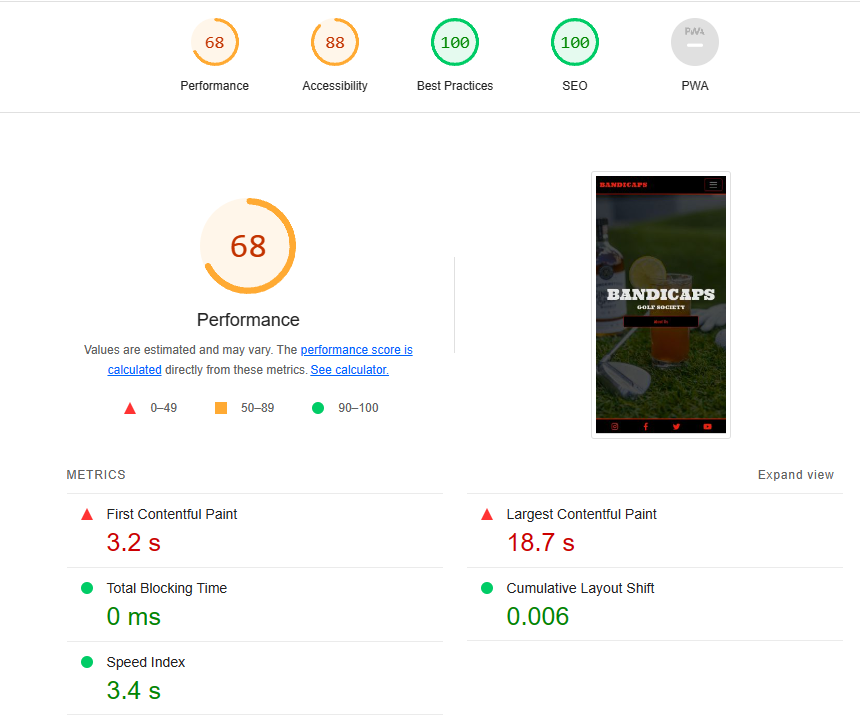 68
88
100
100
PWA
Performance
Accessibility
Best Practices
SEO
PWA
BANDICAPS
68
BANDICAPS
GOLF SOCIETY
Performance
Values are estimated and may vary. The performance score is
calculated directly from these metrics. See calculator.
0–49
50–89
90–100
METRICS
Expand view
First Contentful Paint
3.2 s
Largest Contentful Paint
18.7 s
Total Blocking Time
0 ms
Cumulative Layout Shift
0.006
Speed Index
3.4 s